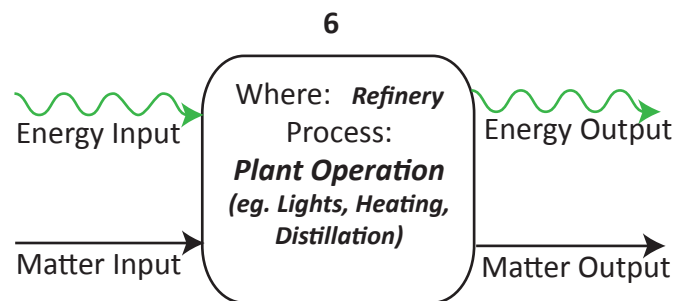 6
Where: Refinery
Energy Input
Process:
Energy Output
Plant Operation
(eg. Lights, Heating,
Distillation)
Matter Input
Matter Output